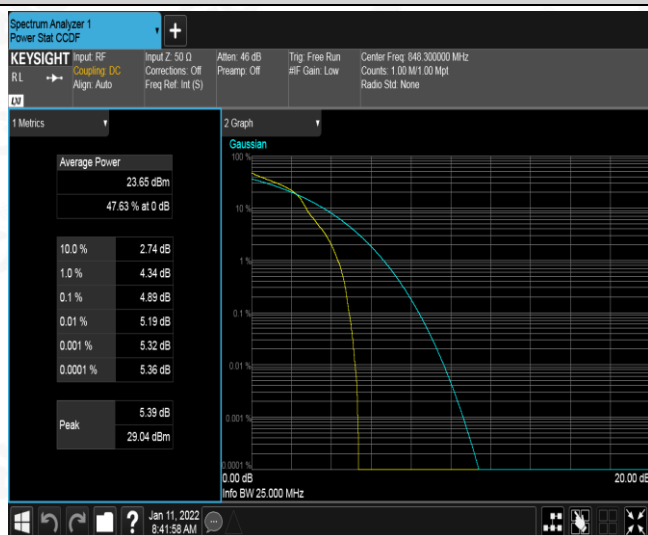 Spectrum Analyzer 1
Power Stat CCDF
+
KEYSIGHT
RL
LXI
Input: RF
Coupling: DC
Align: Auto
Input Z: 50 Ω
Corrections: Off
Freq Ref: Int (S)
Atten: 46 dB
Preamp: Off
Trig: Free Run
#IF Gain: Low
Center Freq: 848.300000 MHz
Counts: 1.00 M/1.00 Mpt
Radio Std: None
1 Metrics
Average Power
23.65 dBm
47.63 % at 0 dB
10.0 % 2.74 dB
1.0 % 4.34 dB
0.1 % 4.89 dB
0.01 % 5.19 dB
0.001 % 5.32 dB
0.0001 % 5.36 dB
Peak
5.39 dB
29.04 dBm
2 Graph
Gaussian
100 %
10 %
1 %
0.1 %
0.01 %
0.001 %
0.0001 %
0.00 dB 20.00 dB
Info BW 25.000 MHz
?
Jan 11, 2022
8:41:58 AM